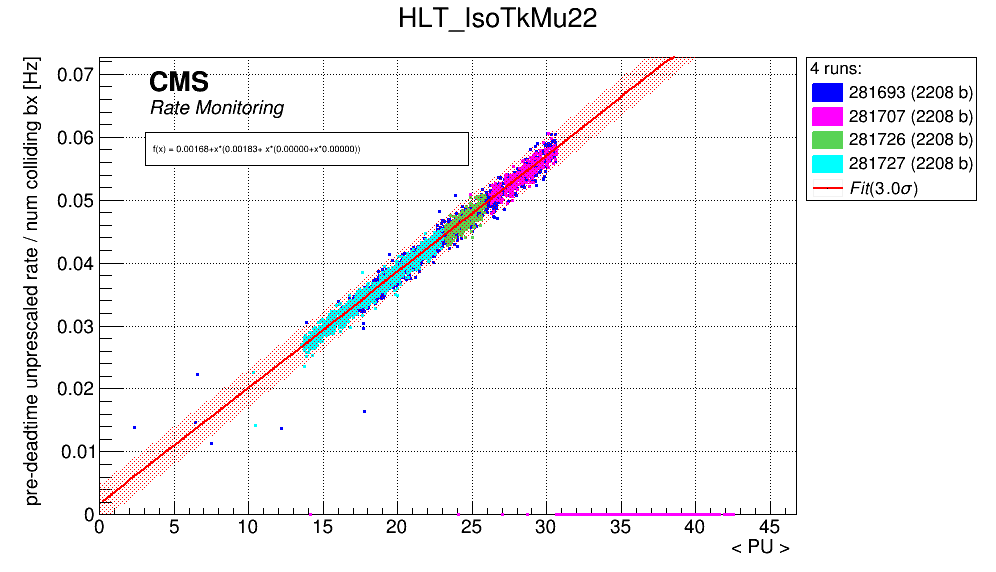 HLT_IsoTkMu22
pre-deadtime unprescaled rate / num colliding bx [Hz]
0.07
0.06
0.05
0.04
0.03
0.02
0.01
0
CMS
Rate Monitoring
f(x) = 0.00168+x*(0.00183+ x*(0.00000+x*0.00000))
4 runs:
281693 (2208 b)
281707 (2208 b)
281726 (2208 b)
281727 (2208 b)
Fit(3.0σ)
0 5 10 15 20 25 30 35 40 45
< PU >